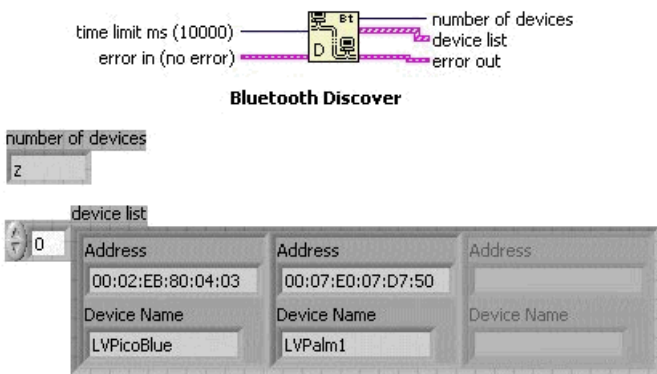 Bt
time limit ms (10000)
number of devices
device list
error in (no error)
D
error out
Bluetooth Discover
number of devices
z
device list
0
Address
Address
Address
00:02:EB:80:04:03
00:07:E0:07:D7:50
Device Name
Device Name
Device Name
LVPicoBlue
LVPalm1